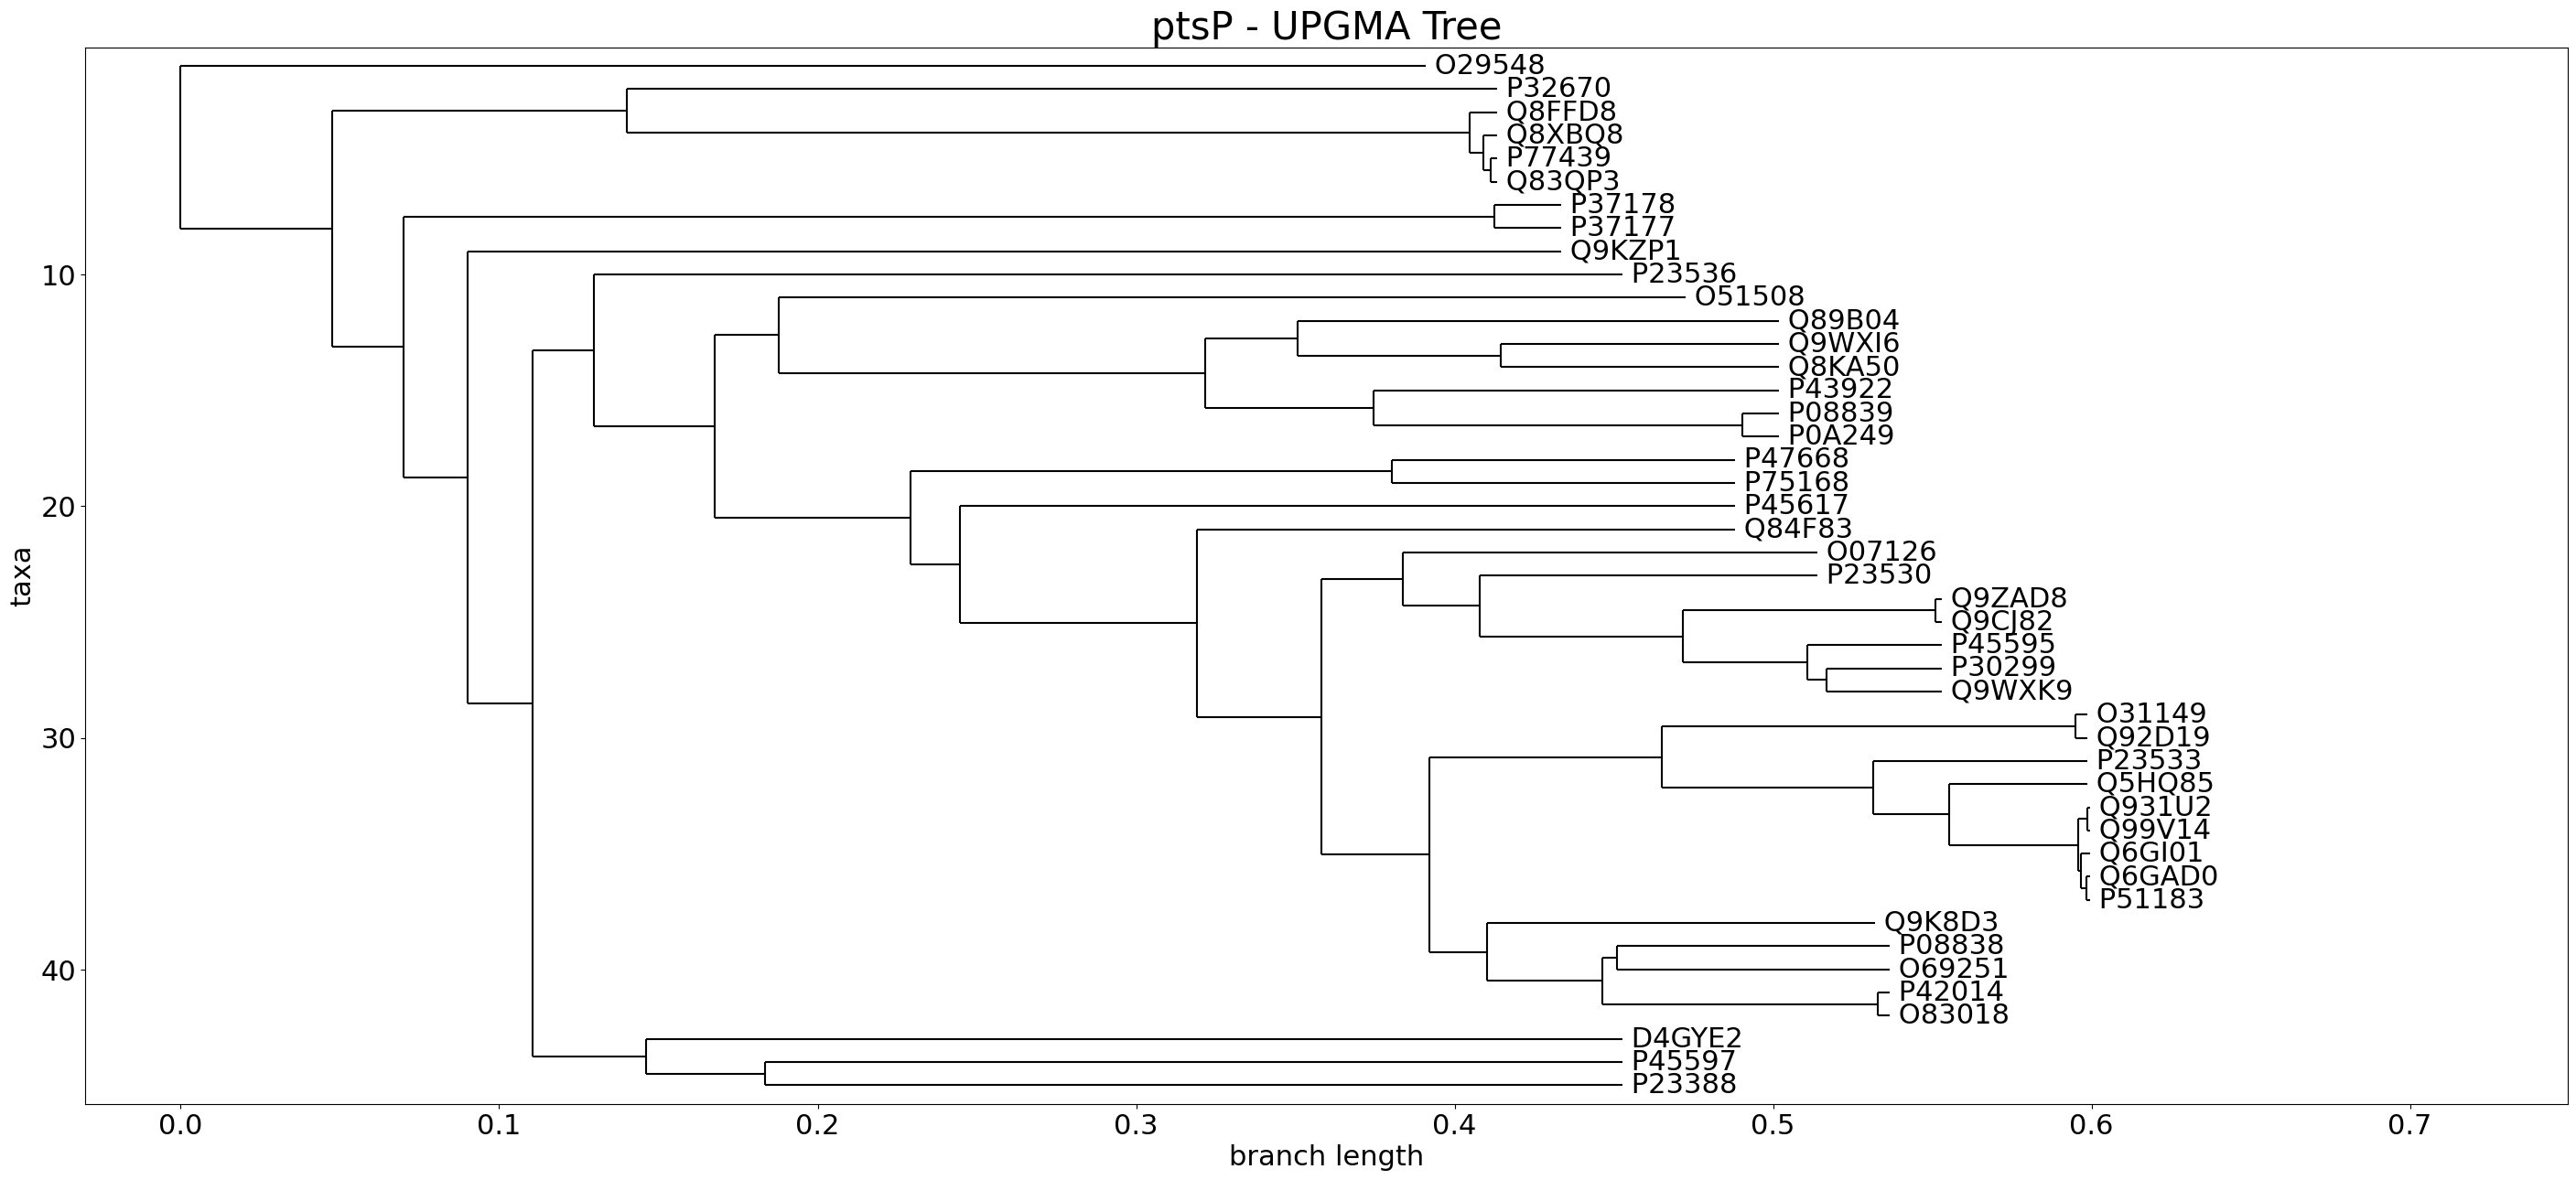 ptsP - UPGMA Tree
O29548
P32670
Q8FFD8
Q8XBQ8
P77439
Q83QP3
P37178
P37177
Q9KZP1
P23536
O51508
Q89B04
Q9WXI6
Q8KA50
P43922
P08839
P0A249
P47668
P75168
P45617
Q84F83
O07126
P23530
Q9ZAD8
Q9CJ82
P45595
P30299
Q9WXK9
O31149
Q92D19
P23533
Q5HQ85
Q931U2
Q99V14
Q6GI01
Q6GAD0
P51183
Q9K8D3
P08838
O69251
P42014
O83018
D4GYE2
P45597
P23388
10
20
30
40
taxa
0.0 0.1 0.2 0.3 0.4 0.5 0.6 0.7
branch length